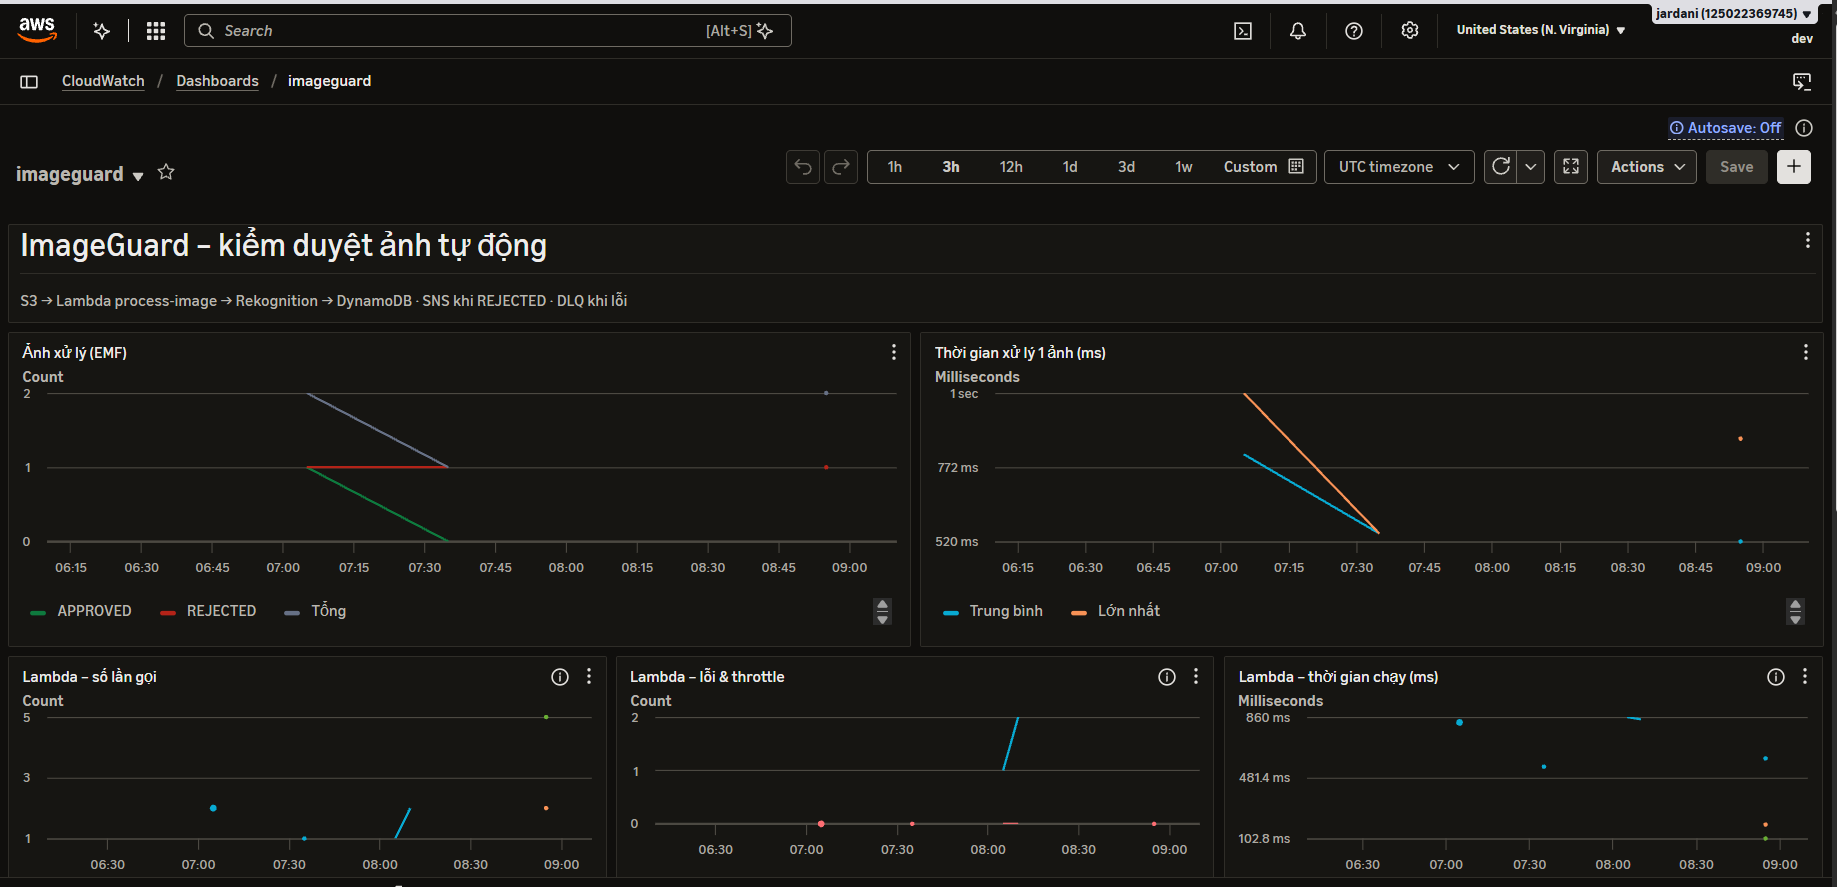 aws
Search [Alt+S]
United States (N. Virginia)
jardani (125022369745)
dev
CloudWatch / Dashboards / imageguard
Autosave: Off
imageguard
1h 3h 12h 1d 3d 1w Custom
UTC timezone
Actions
Save
ImageGuard – kiểm duyệt ảnh tự động
S3 → Lambda process-image → Rekognition → DynamoDB · SNS khi REJECTED · DLQ khi lỗi
Ảnh xử lý (EMF)
Count
2
1
0
06:15 06:30 06:45 07:00 07:15 07:30 07:45 08:00 08:15 08:30 08:45 09:00
APPROVED REJECTED Tổng
Thời gian xử lý 1 ảnh (ms)
Milliseconds
1 sec
772 ms
520 ms
06:15 06:30 06:45 07:00 07:15 07:30 07:45 08:00 08:15 08:30 08:45 09:00
Trung bình Lớn nhất
Lambda – số lần gọi
Count
5
3
1
06:30 07:00 07:30 08:00 08:30 09:00
Lambda – lỗi & throttle
Count
2
1
0
06:30 07:00 07:30 08:00 08:30 09:00
Lambda – thời gian chạy (ms)
Milliseconds
860 ms
481.4 ms
102.8 ms
06:30 07:00 07:30 08:00 08:30 09:00